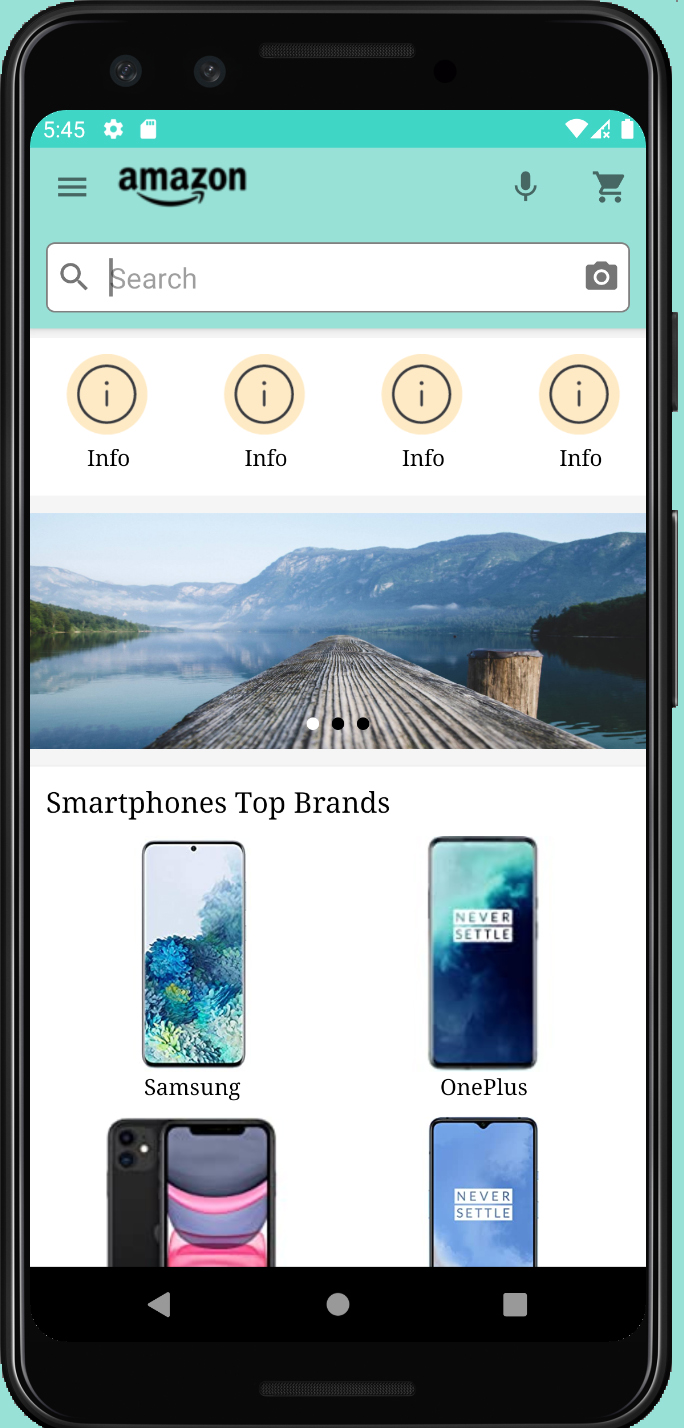 5:45
amazon
Search
Info Info Info Info
Smartphones Top Brands
NEVER
SETTLE
Samsung OnePlus
NEVER
SETTLE